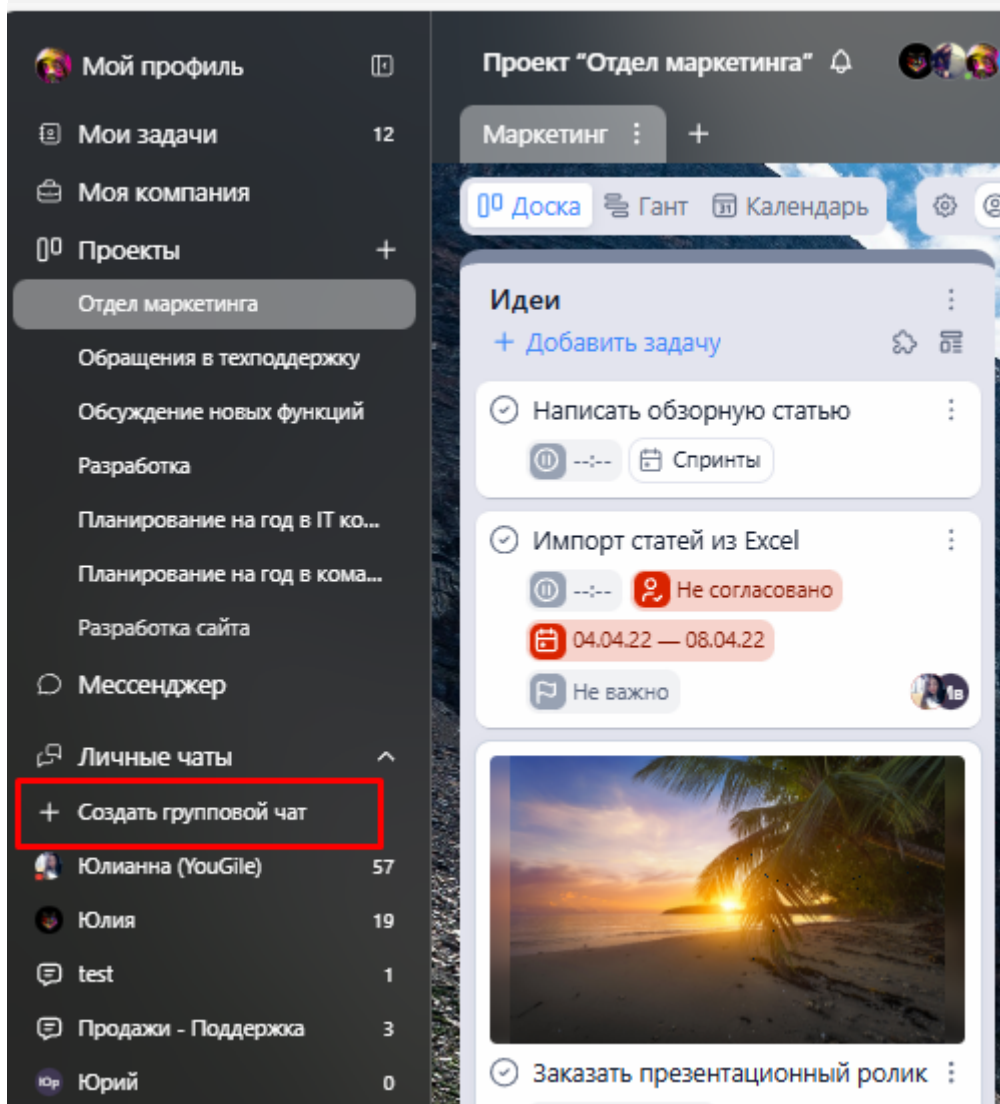 Мой профиль
Мои задачи 12
Моя компания
Проекты
Отдел маркетинга
Обращения в техподдержку
Обсуждение новых функций
Разработка
Планирование на год в IT ко...
Планирование на год в кома...
Разработка сайта
Мессенджер
Личные чаты
+ Создать групповой чат
Юлианна (YouGile) 57
Юлия 19
test 1
Продажи - Поддержка 3
Юр Юрий 0
Проект “Отдел маркетинга”
Маркетинг
Доска Гант 31 Календарь
Идеи
+ Добавить задачу
Написать обзорную статью
--:-- Спринты
Импорт статей из Excel
--:-- Не согласовано
04.04.22 — 08.04.22
Не важно
Заказать презентационный ролик